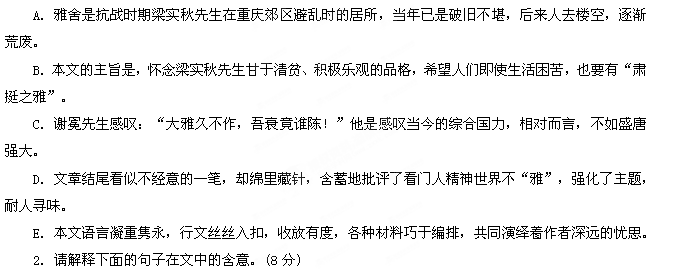 A. 雅舍是抗战时期梁实秋先生在重庆郊区避乱时的居所，当年已是破旧不堪，后来人去楼空，逐渐
荒废。
B. 本文的主旨是，怀念梁实秋先生甘于清贫、积极乐观的品格，希望人们即使生活困苦，也要有“肃
挺之雅”。
C. 谢冕先生感叹：“大雅久不作，吾衰竟谁陈！”他是感叹当今的综合国力，相对而言，不如盛唐
强大。
D. 文章结尾看似不经意的一笔，却绵里藏针，含蓄地批评了看门人精神世界不“雅”，强化了主题，
耐人寻味。
E. 本文语言凝重隽永，行文丝丝入扣，收放有度，各种材料巧于编排，共同演绎着作者深远的忧思。
2. 请解释下面的句子在文中的含意。(8 分)